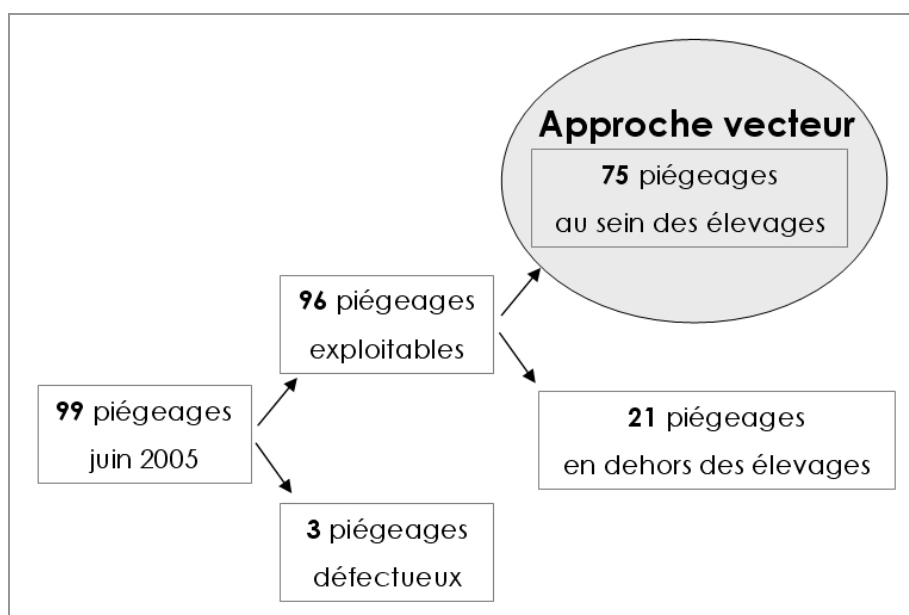 Approche vecteur
75 piégeages
au sein des élevages
96 piégeages
exploitables
99 piégeages
juin 2005
21 piégeages
en dehors des élevages
3 piégeages
défectueux